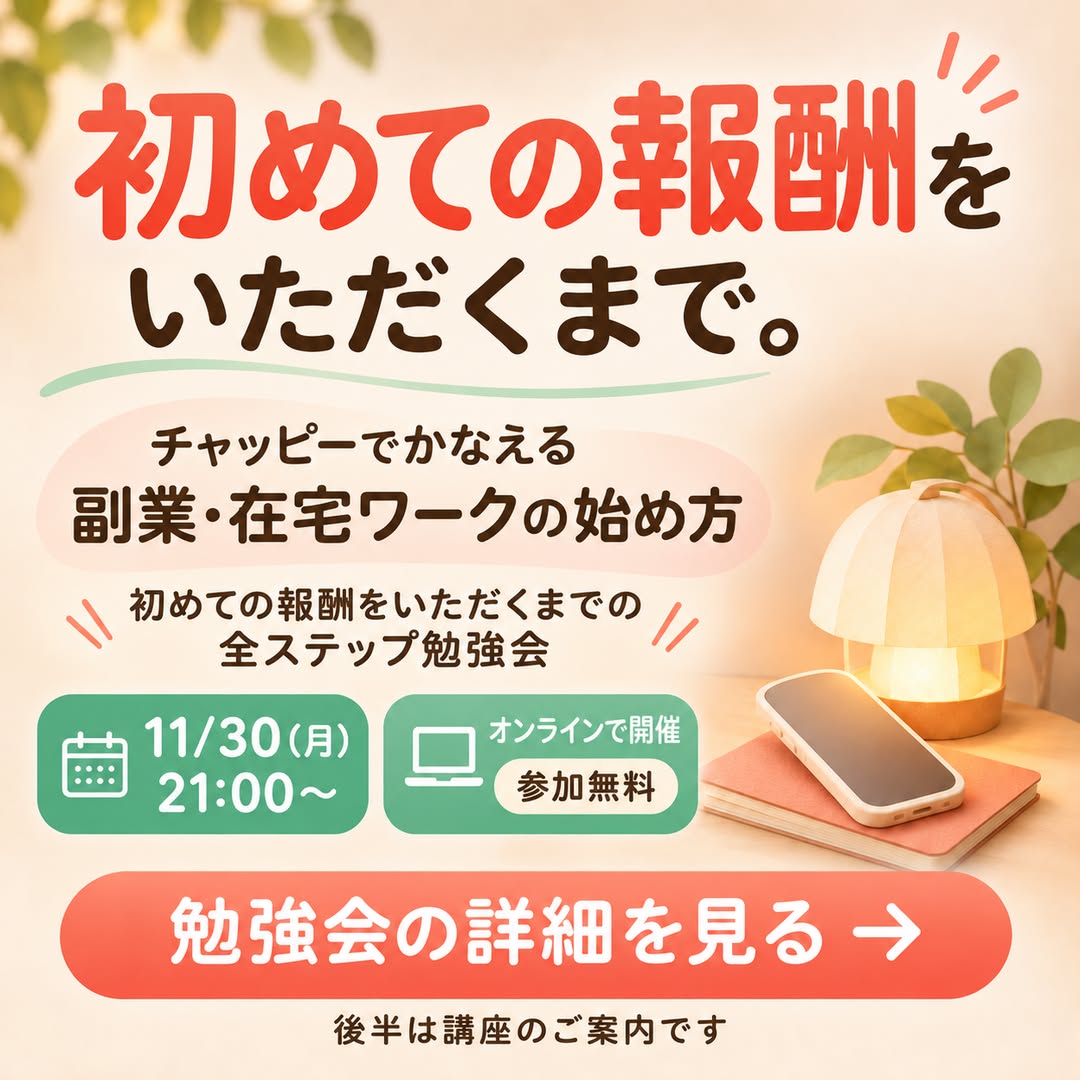 初めての報酬を
いただくまで。
チャッピーでかなえる
副業・在宅ワークの始め方
初めての報酬をいただくまでの
全ステップ勉強会
11/30(月)
21:00〜
オンラインで開催
参加無料
勉強会の詳細を見る →
後半は講座のご案内です